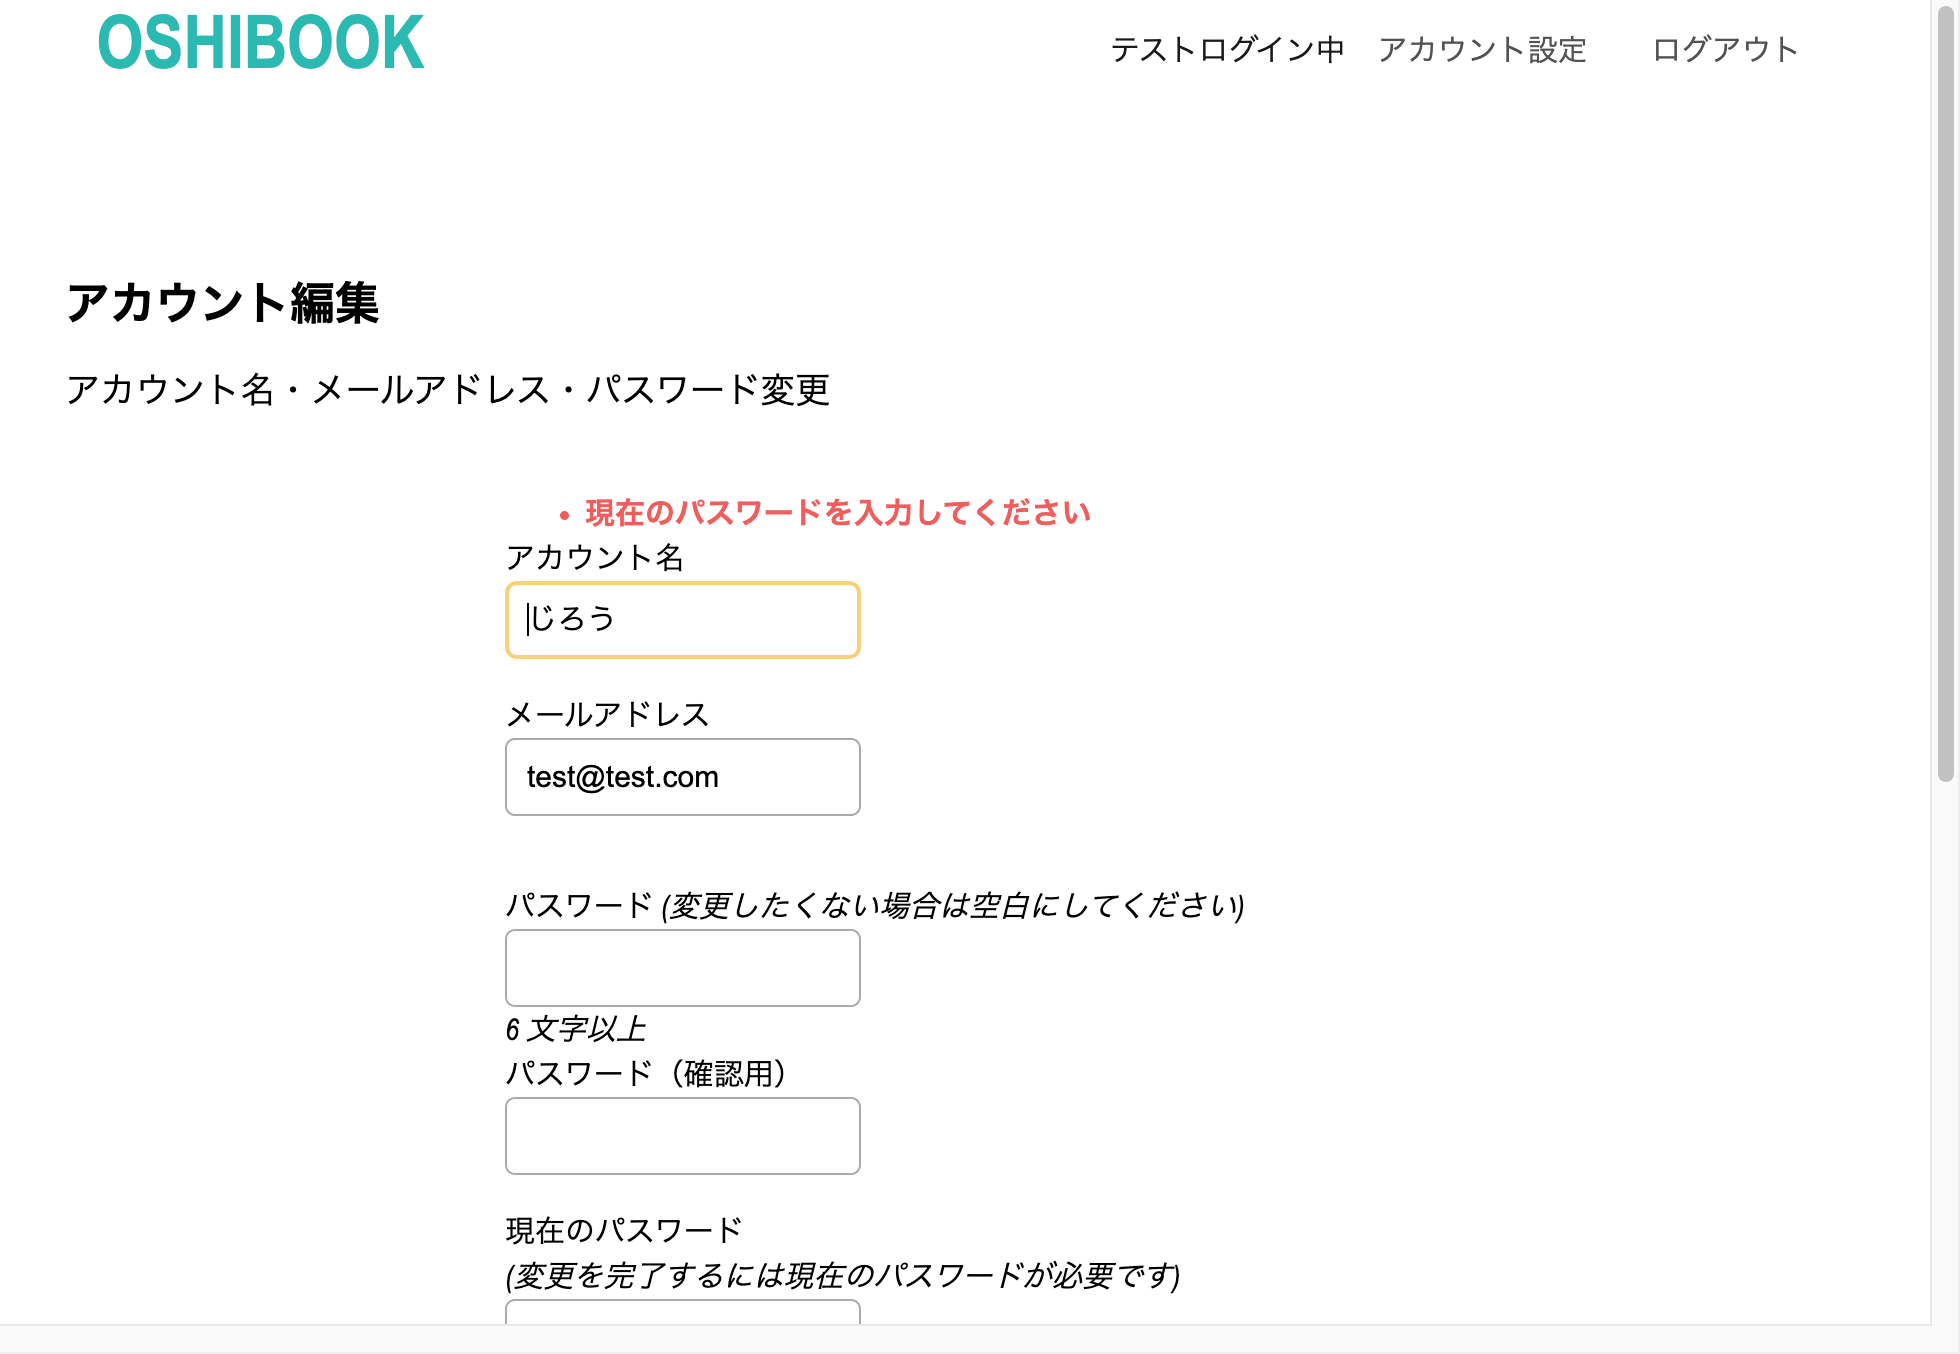 OSHIBOOK
テストログイン中 アカウント設定 ログアウト
アカウント編集
アカウント名・メールアドレス・パスワード変更
• 現在のパスワードを入力してください
アカウント名
じろう
メールアドレス
test@test.com
パスワード (変更したくない場合は空白にしてください)
6 文字以上
パスワード（確認用）
現在のパスワード
(変更を完了するには現在のパスワードが必要です)